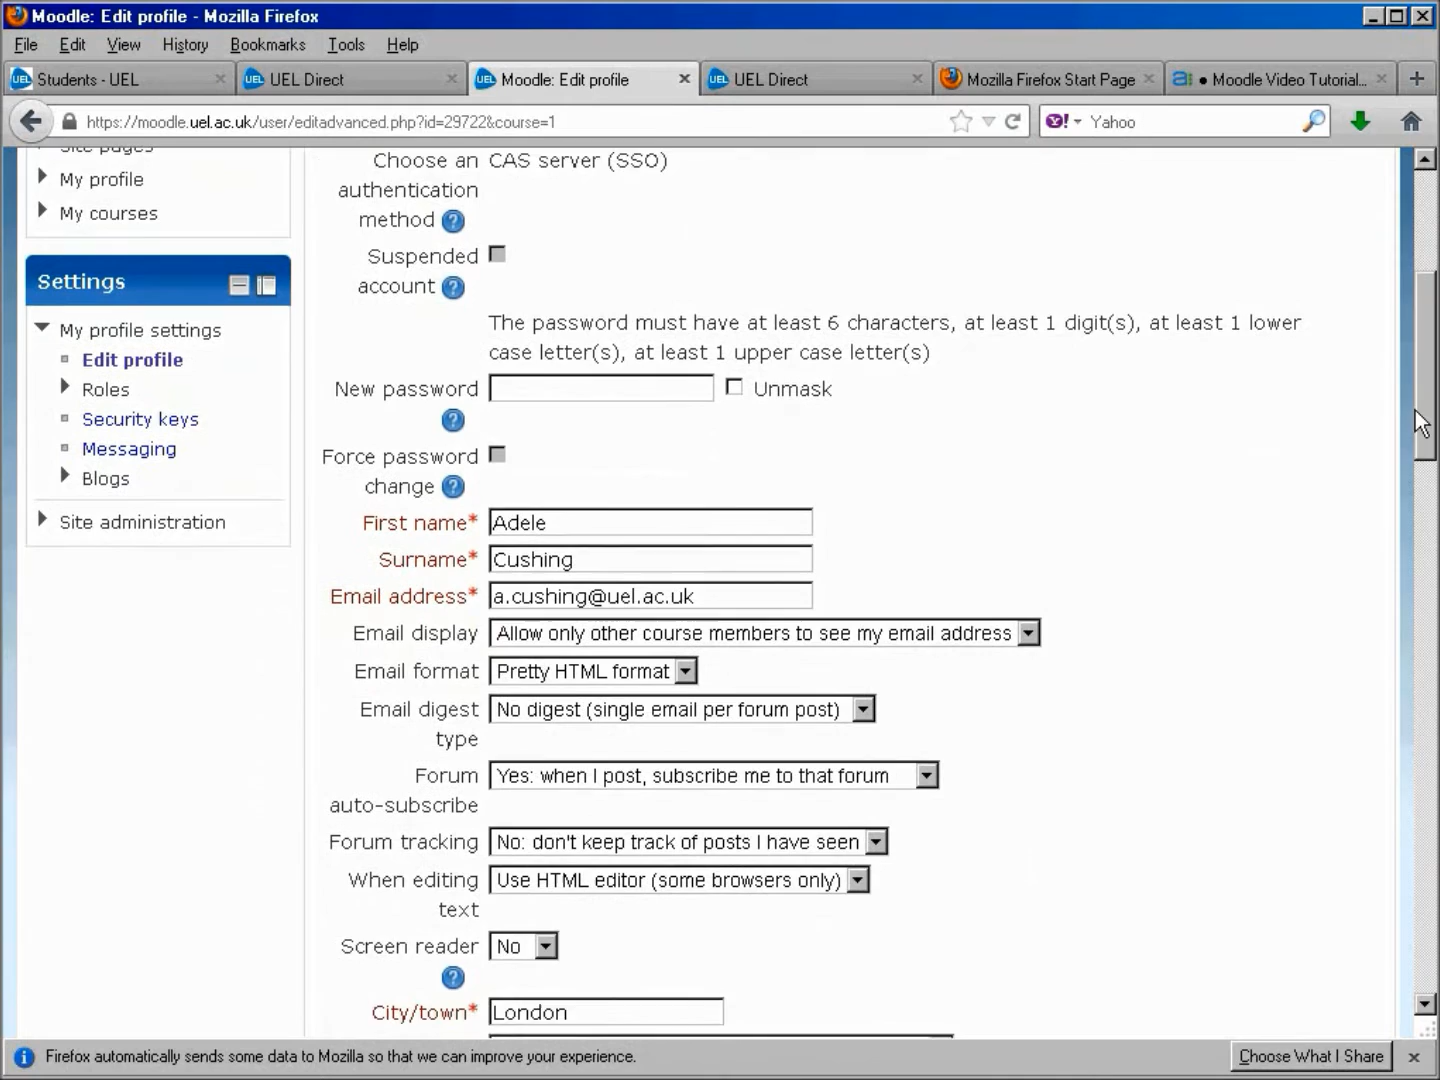 Moodle: Edit profile - Mozilla Firefox
File Edit View History Bookmarks Tools Help
UEL Students - UEL
UEL UEL Direct
UEL Moodle: Edit profile
UEL UEL Direct
Mozilla Firefox Start Page
● Moodle Video Tutorial...
https://moodle.uel.ac.uk/user/editadvanced.php?id=29722&course=1
Yahoo
Site pages
My profile
My courses
Settings
My profile settings
Edit profile
Roles
Security keys
Messaging
Blogs
Site administration
Choose an CAS server (SSO)
authentication
method
Suspended
account
The password must have at least 6 characters, at least 1 digit(s), at least 1 lower
case letter(s), at least 1 upper case letter(s)
New password Unmask
Force password
change
First name* Adele
Surname* Cushing
Email address* a.cushing@uel.ac.uk
Email display Allow only other course members to see my email address
Email format Pretty HTML format
Email digest No digest (single email per forum post)
type
Forum Yes: when I post, subscribe me to that forum
auto-subscribe
Forum tracking No: don't keep track of posts I have seen
When editing Use HTML editor (some browsers only)
text
Screen reader No
City/town* London
Firefox automatically sends some data to Mozilla so that we can improve your experience.
Choose What I Share